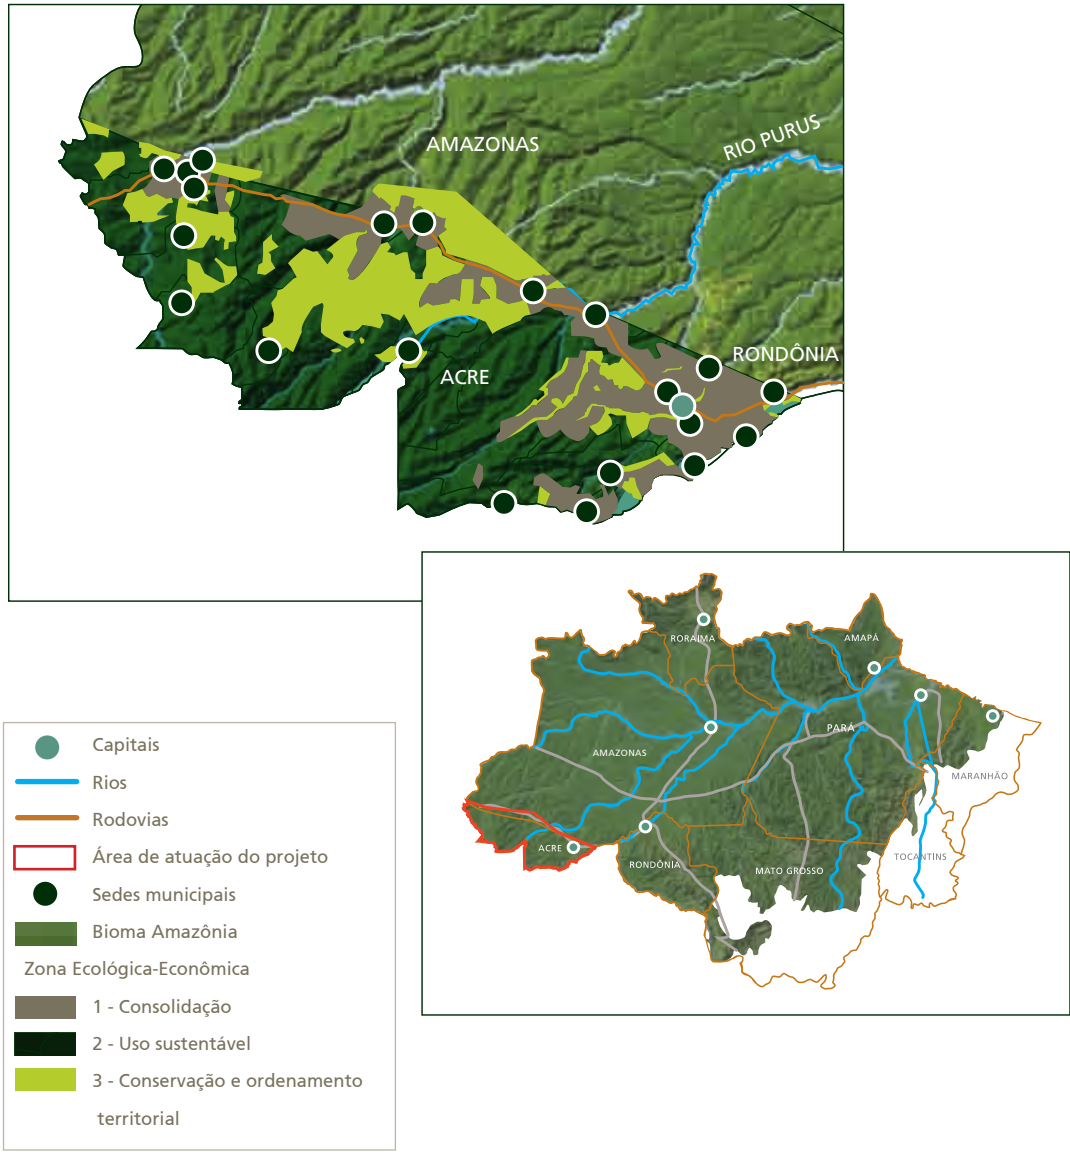 AMAZONAS
RIO PURUS
RONDÔNIA
ACRE
RORAIMA
AMAPÁ
PARÁ
AMAZONAS
MARANHÃO
ACRE
TOCANTINS
RONDÔNIA
MATO GROSSO
Capitais
Rios
Rodovias
Área de atuação do projeto
Sedes municipais
Bioma Amazônia
Zona Ecológica-Econômica
1 - Consolidação
2 - Uso sustentável
3 - Conservação e ordenamento
territorial